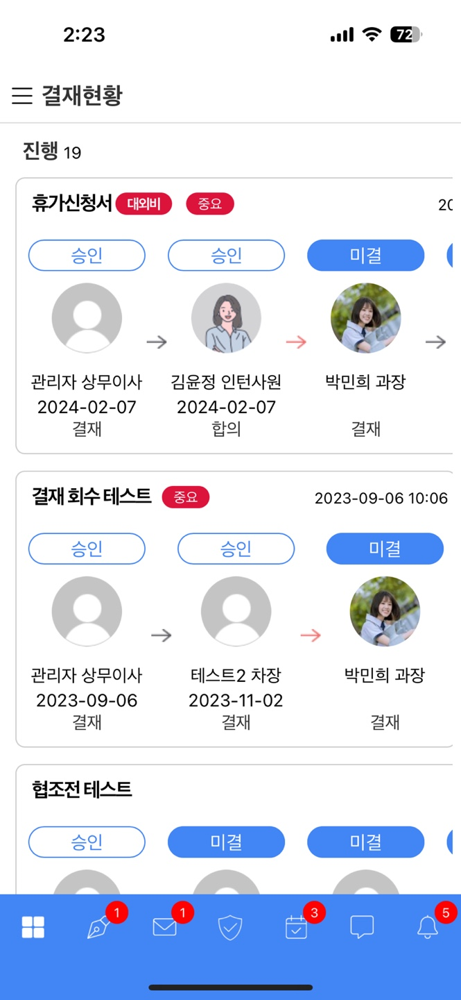 2:23
72
결재현황
진행 19
휴가신청서 대외비 중요
승인 승인 미결
관리자 상무이사 김윤정 인턴사원 박민희 과장
2024-02-07 2024-02-07
결재 합의 결재
결재 회수 테스트 중요 2023-09-06 10:06
승인 승인 미결
관리자 상무이사 테스트2 차장 박민희 과장
2023-09-06 2023-11-02
결재 결재 결재
협조전 테스트
승인 미결 미결
1 1 3 5